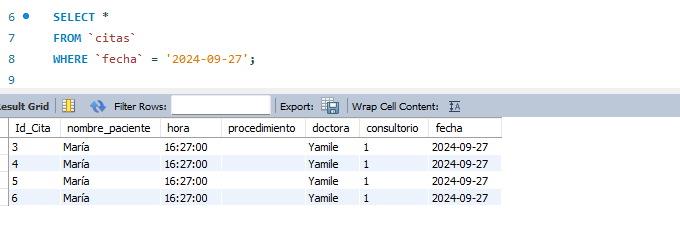 6 SELECT *
7 FROM `citas`
8 WHERE `fecha` = '2024-09-27';
9
Result Grid Filter Rows: Export: Wrap Cell Content: IA
Id_Cita nombre_paciente hora procedimiento doctora consultorio fecha
3 María 16:27:00 Yamile 1 2024-09-27
4 María 16:27:00 Yamile 1 2024-09-27
5 María 16:27:00 Yamile 1 2024-09-27
6 María 16:27:00 Yamile 1 2024-09-27